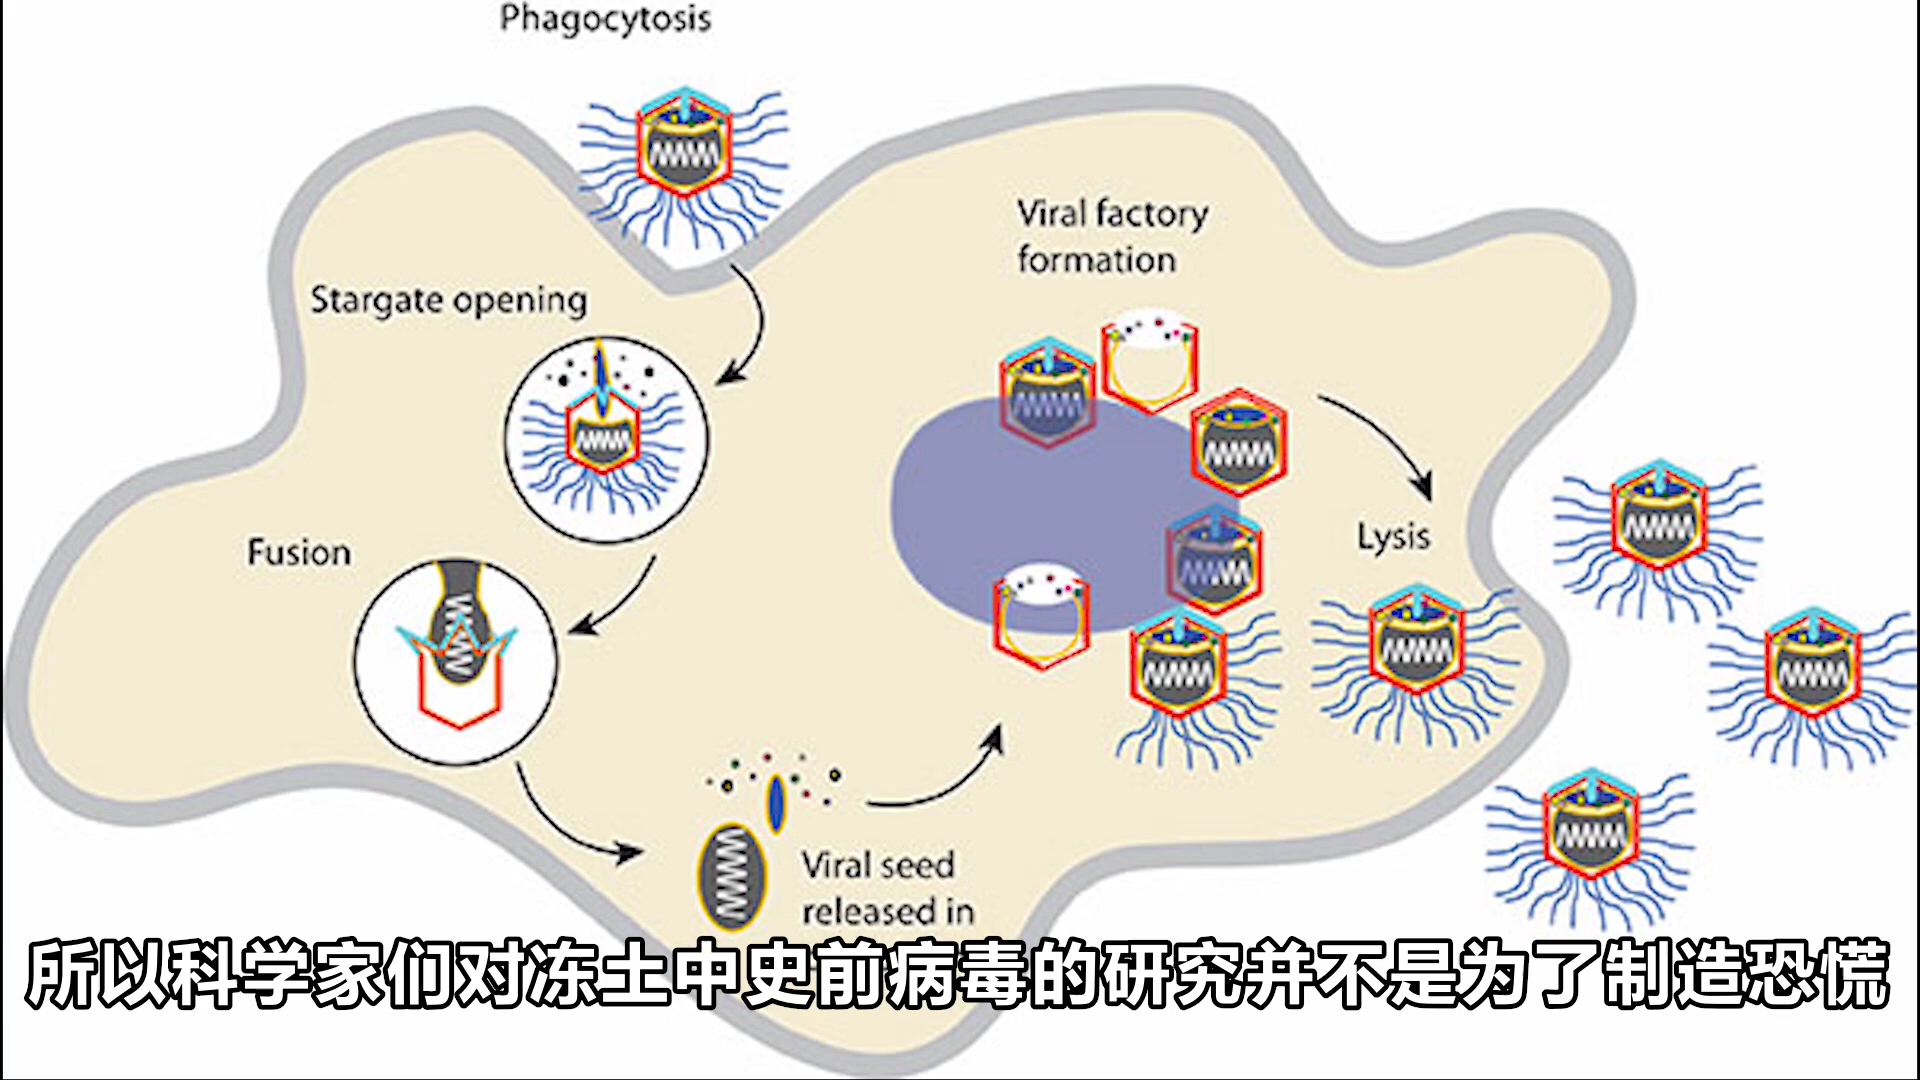 Phagocytosis
Viral factory
formation
Stargate opening
Fusion
Lysis
Viral seed
released in
所以科学家们对冻土中史前病毒的研究并不是为了制造恐慌